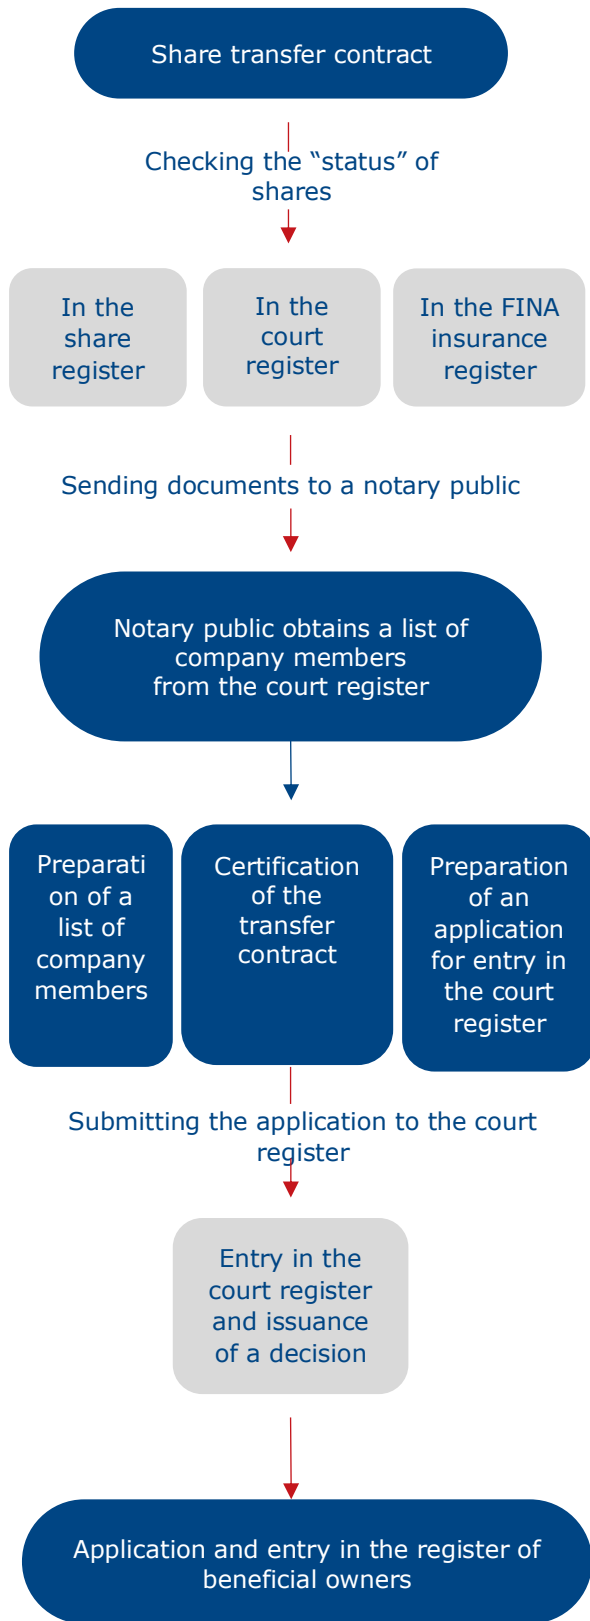 Share transfer contract
Checking the “status” of
shares
In the
share
register
In the
court
register
In the FINA
insurance
register
Sending documents to a notary public
Notary public obtains a list of
company members
from the court register
Preparati
on of a
list of
company
members
Certification
of the
transfer
contract
Preparation
of an
application
for entry in
the court
register
Submitting the application to the court
register
Entry in the
court register
and issuance
of a decision
Application and entry in the register of
beneficial owners